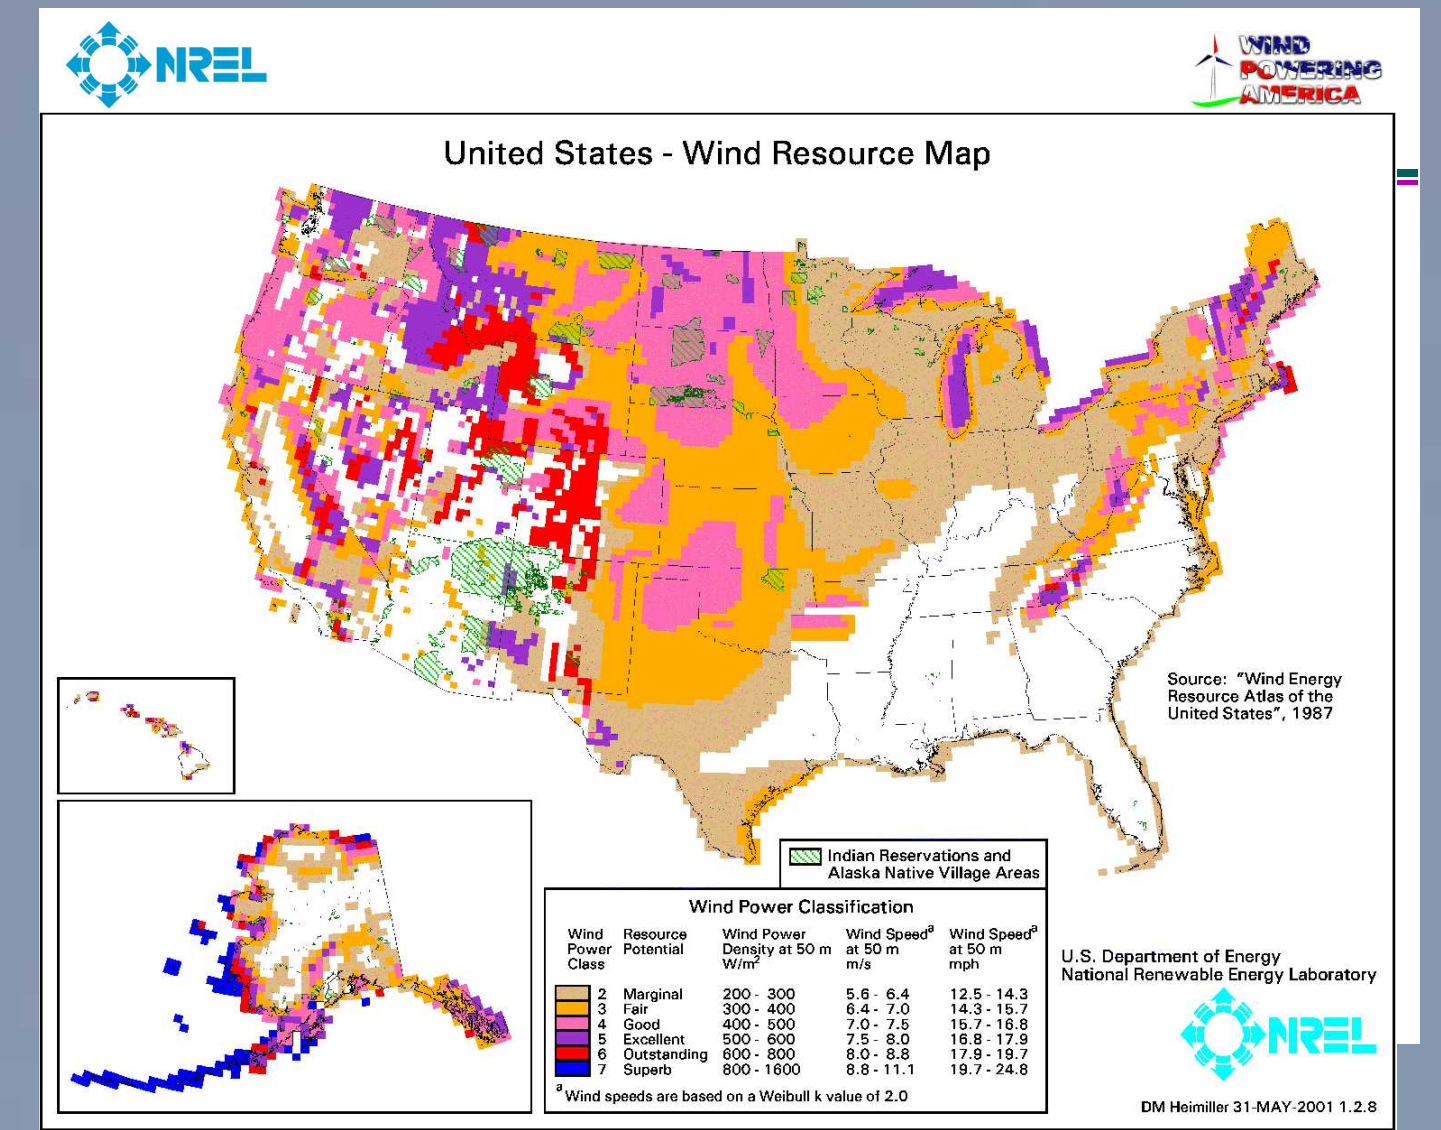 NREL
WIND
POWERING
AMERICA
United States - Wind Resource Map
Source: "Wind Energy
Resource Atlas of the
United States", 1987
Indian Reservations and
Alaska Native Village Areas
Wind Power Classification
Wind Resource Wind Power Wind Speedᵃ Wind Speedᵃ
Power Potential Density at 50 m at 50 m at 50 m
Class W/m² m/s mph
2 Marginal 200 - 300 5.6 - 6.4 12.5 - 14.3
3 Fair 300 - 400 6.4 - 7.0 14.3 - 15.7
4 Good 400 - 500 7.0 - 7.5 15.7 - 16.8
5 Excellent 500 - 600 7.5 - 8.0 16.8 - 17.9
6 Outstanding 600 - 800 8.0 - 8.8 17.9 - 19.7
7 Superb 800 - 1600 8.8 - 11.1 19.7 - 24.8
ᵃ Wind speeds are based on a Weibull k value of 2.0
U.S. Department of Energy
National Renewable Energy Laboratory
NREL
DM Heimiller 31-MAY-2001 1.2.8